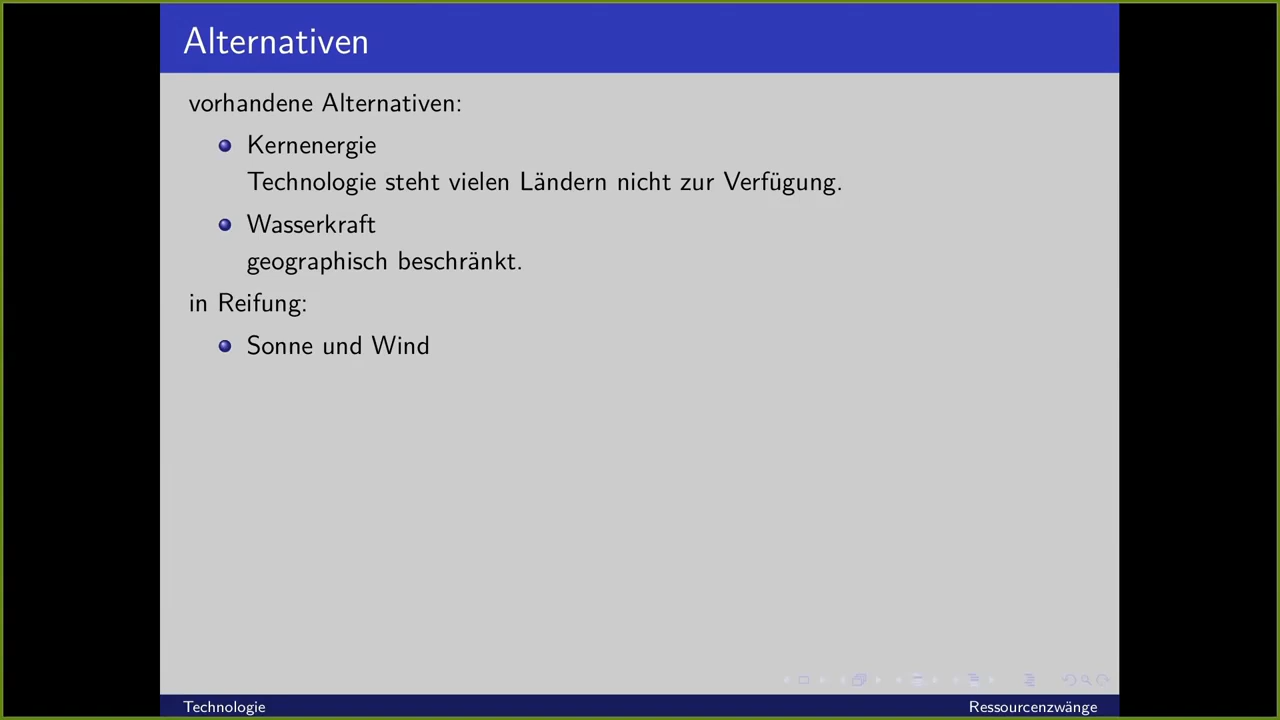 Alternativen
vorhandene Alternativen:
Kernenergie
Technologie steht vielen Ländern nicht zur Verfügung.
Wasserkraft
geographisch beschränkt.
in Reifung:
Sonne und Wind
Technologie
Ressourcenzwänge